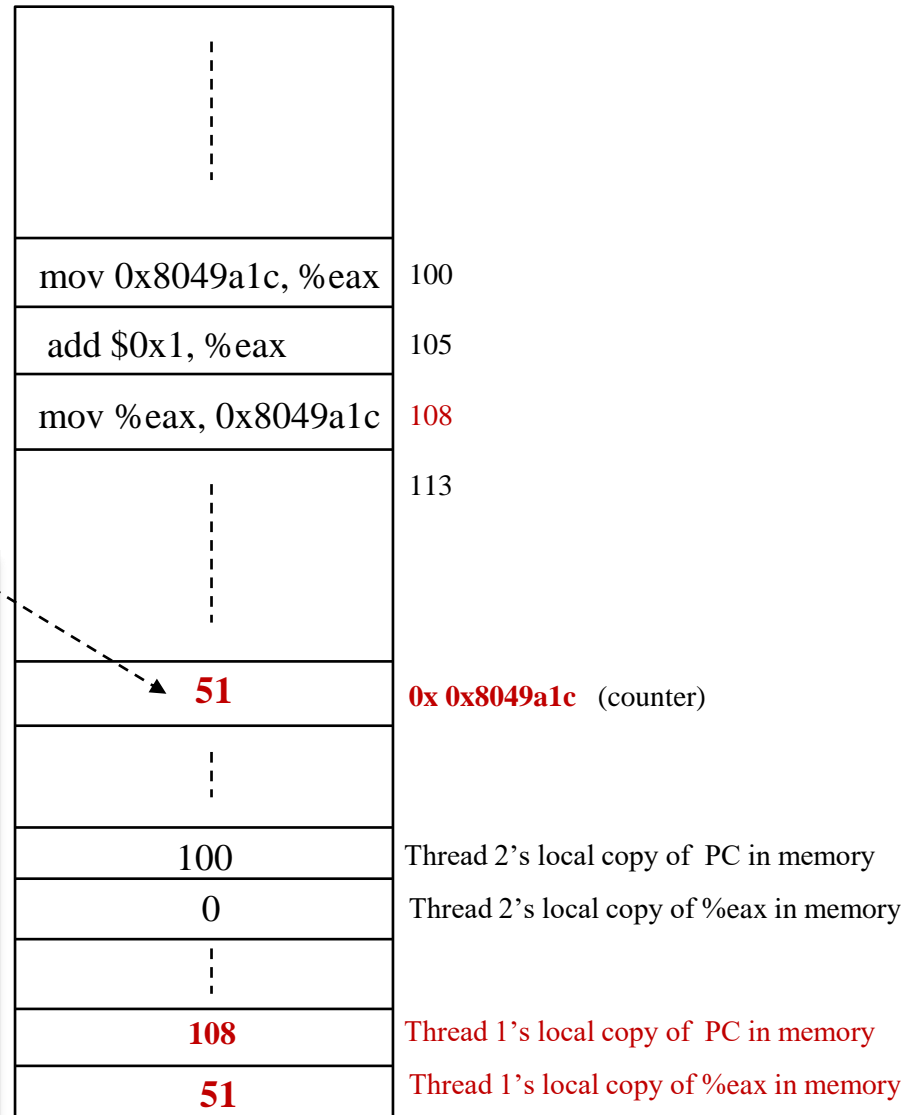 mov 0x8049a1c, %eax 100
add $0x1, %eax 105
mov %eax, 0x8049a1c 108
113
51 0x 0x8049a1c (counter)
100 Thread 2’s local copy of PC in memory
0 Thread 2’s local copy of %eax in memory
108 Thread 1’s local copy of PC in memory
51 Thread 1’s local copy of %eax in memory